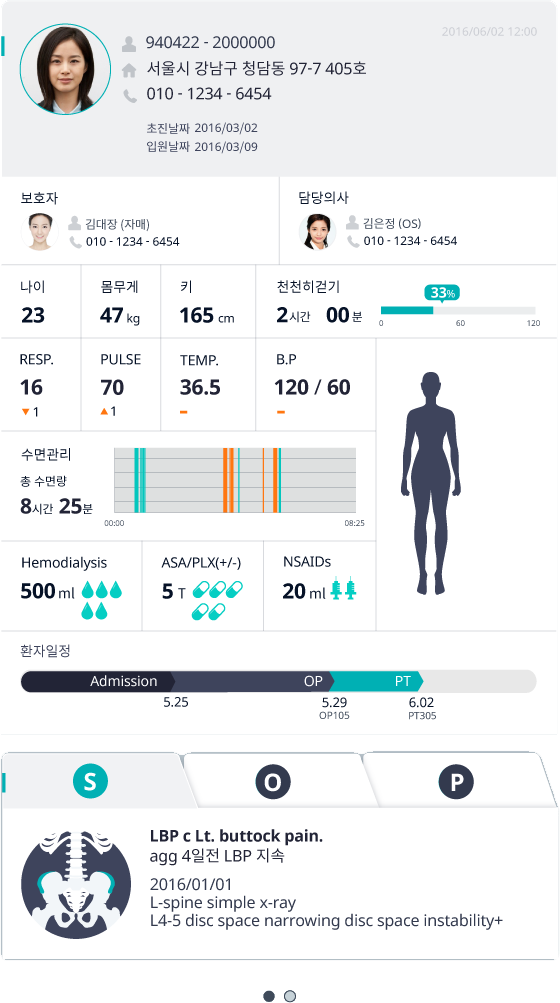 2016/06/02 12:00
940422 - 2000000
서울시 강남구 청담동 97-7 405호
010 - 1234 - 6454
초진날짜 2016/03/02
입원날짜 2016/03/09
보호자
김대장 (자매)
010 - 1234 - 6454
담당의사
김은정 (OS)
010 - 1234 - 6454
나이
23
몸무게
47 kg
키
165 cm
천천히걷기
2시간 00분
33%
0 60 120
RESP.
16
1
PULSE
70
1
TEMP.
36.5
B.P
120 / 60
수면관리
총 수면량
8시간 25분
00:00 08:25
Hemodialysis
500 ml
ASA/PLX(+/-)
5 T
NSAIDs
20 ml
환자일정
Admission OP PT
5.25 5.29 6.02
OP105 PT305
S O P
LBP c Lt. buttock pain.
agg 4일전 LBP 지속
2016/01/01
L-spine simple x-ray
L4-5 disc space narrowing disc space instability+